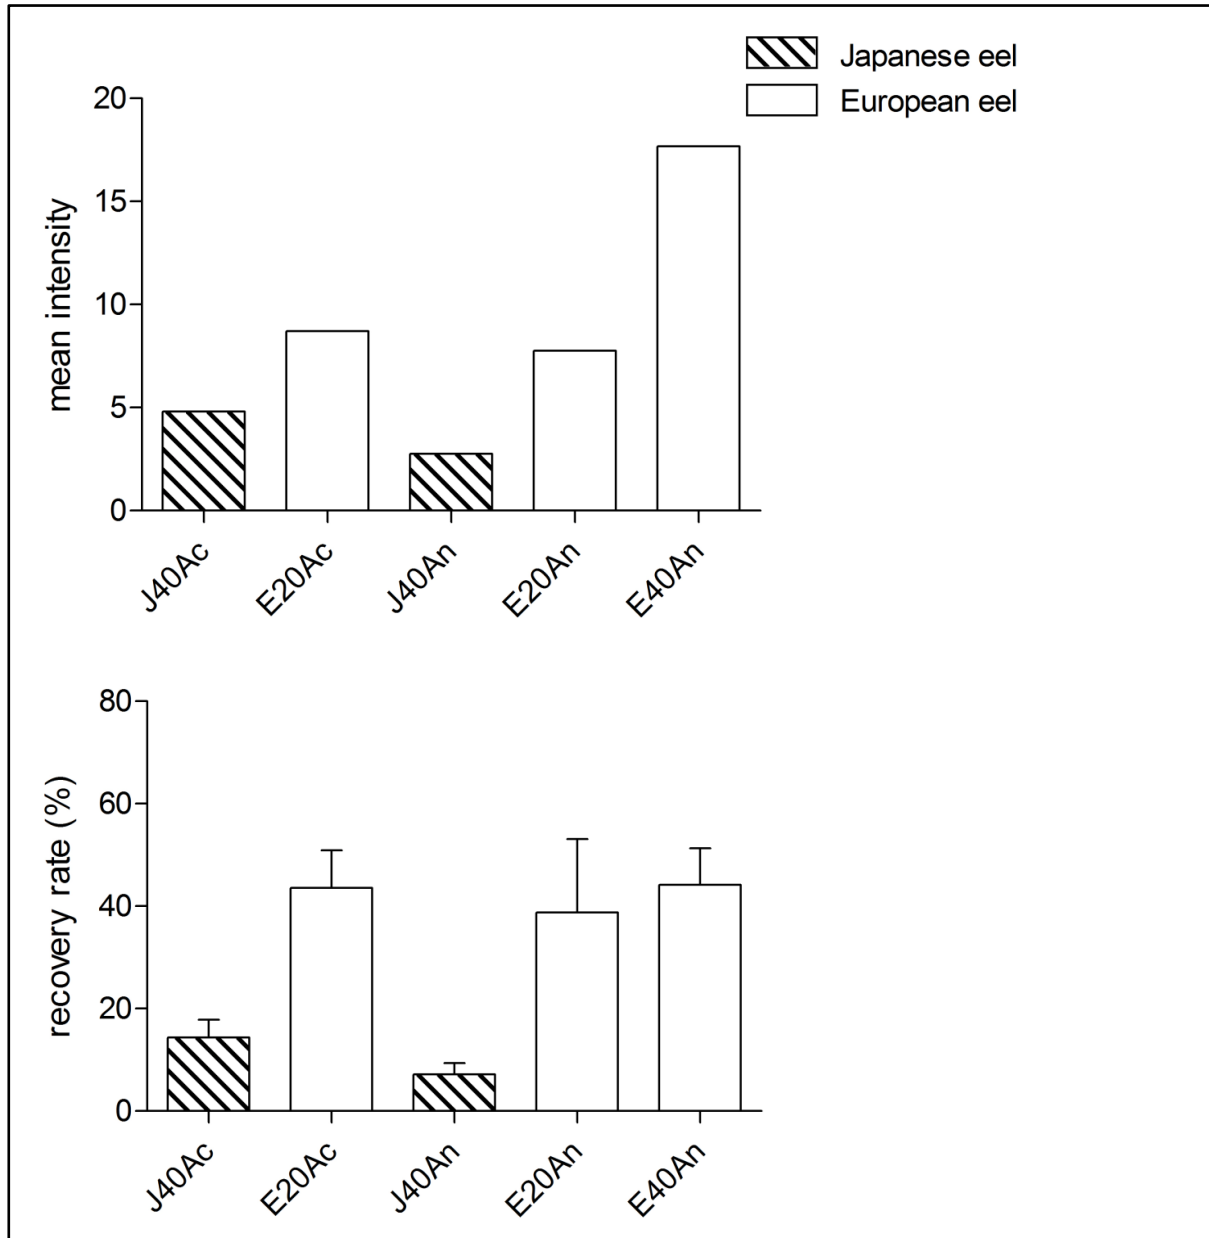 Japanese eel
European eel
mean intensity
20
15
10
5
0
J40Ac
E20Ac
J40An
E20An
E40An
recovery rate (%)
80
60
40
20
0
J40Ac
E20Ac
J40An
E20An
E40An